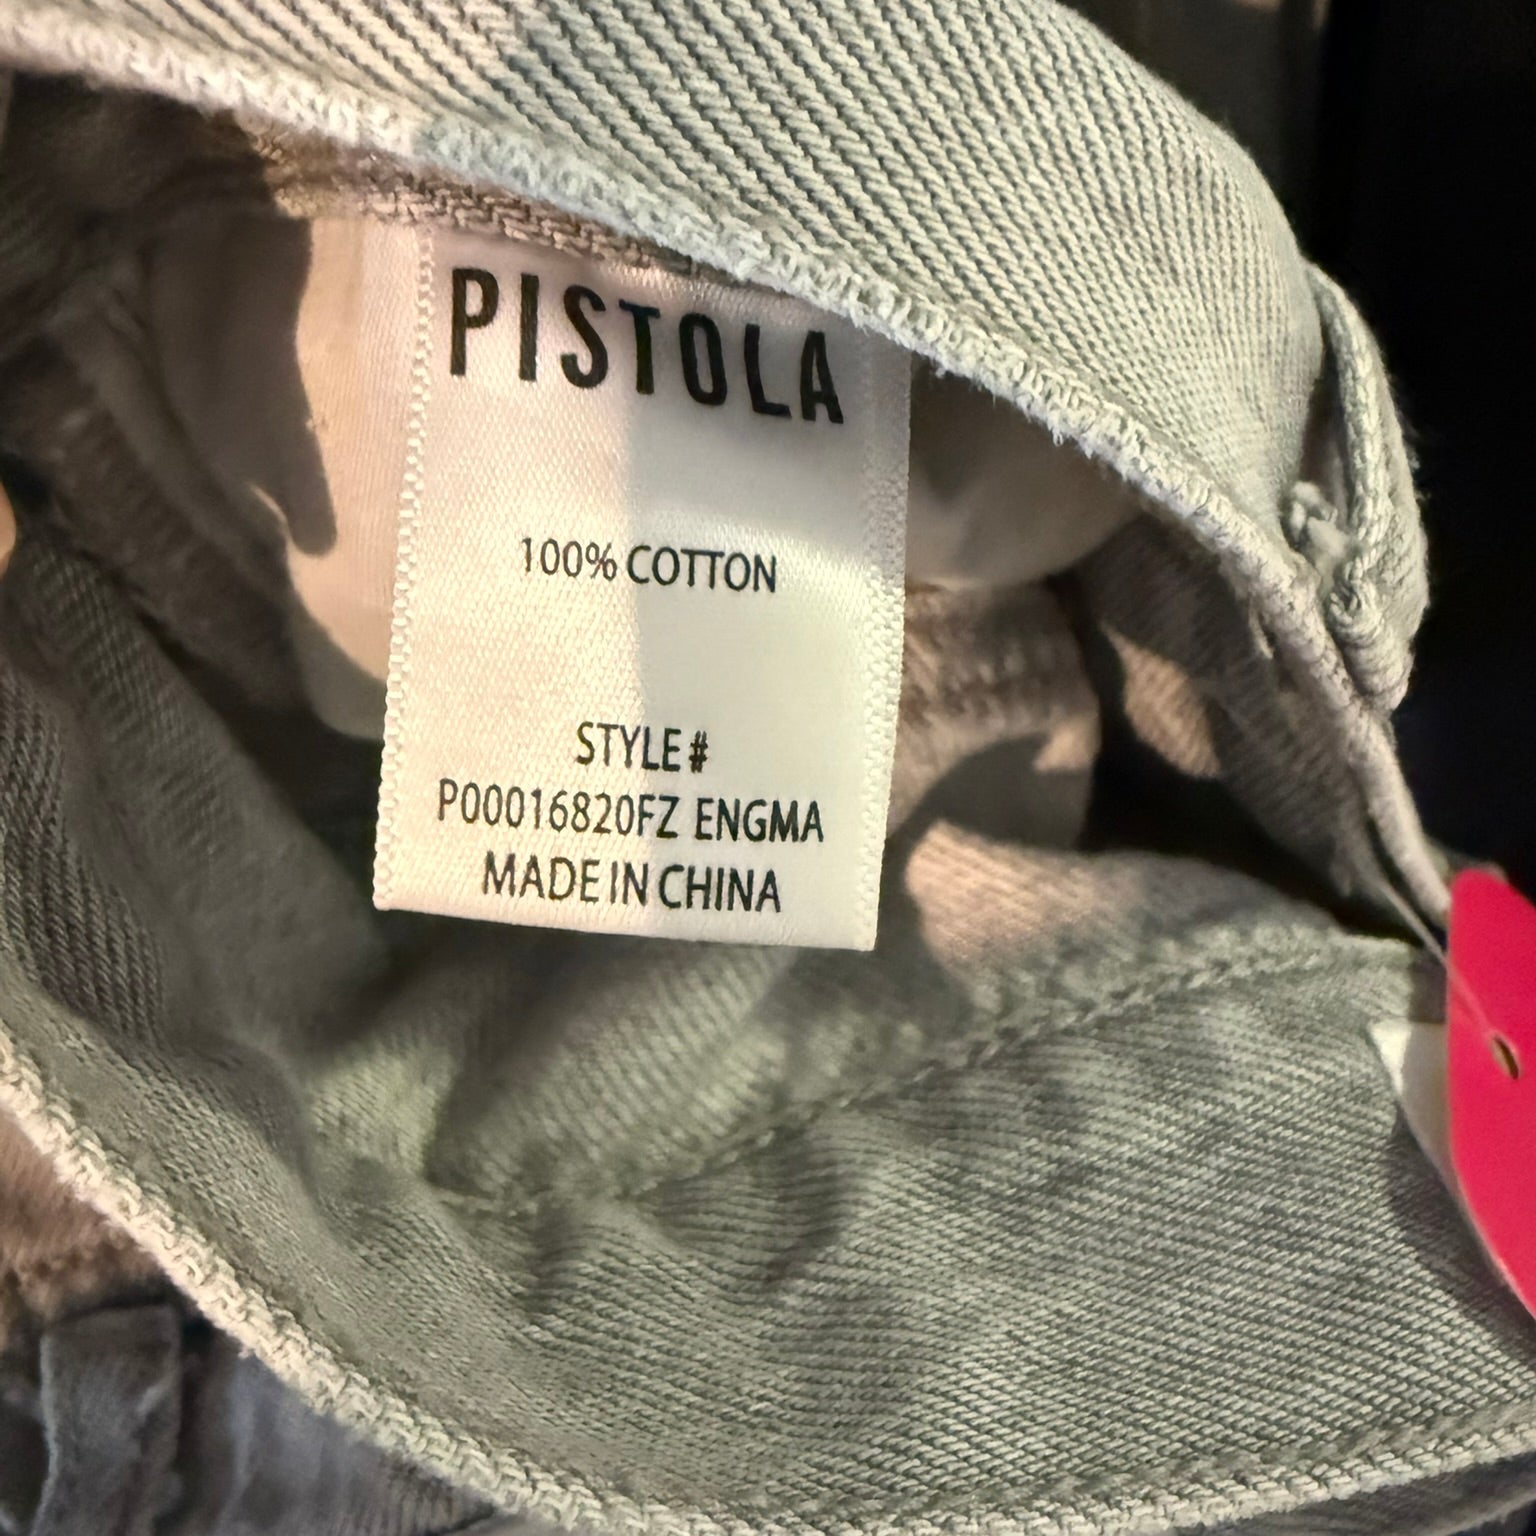 PISTOLA
100% COTTON
STYLE#
P00016820FZ ENGMA
MADE IN CHINA